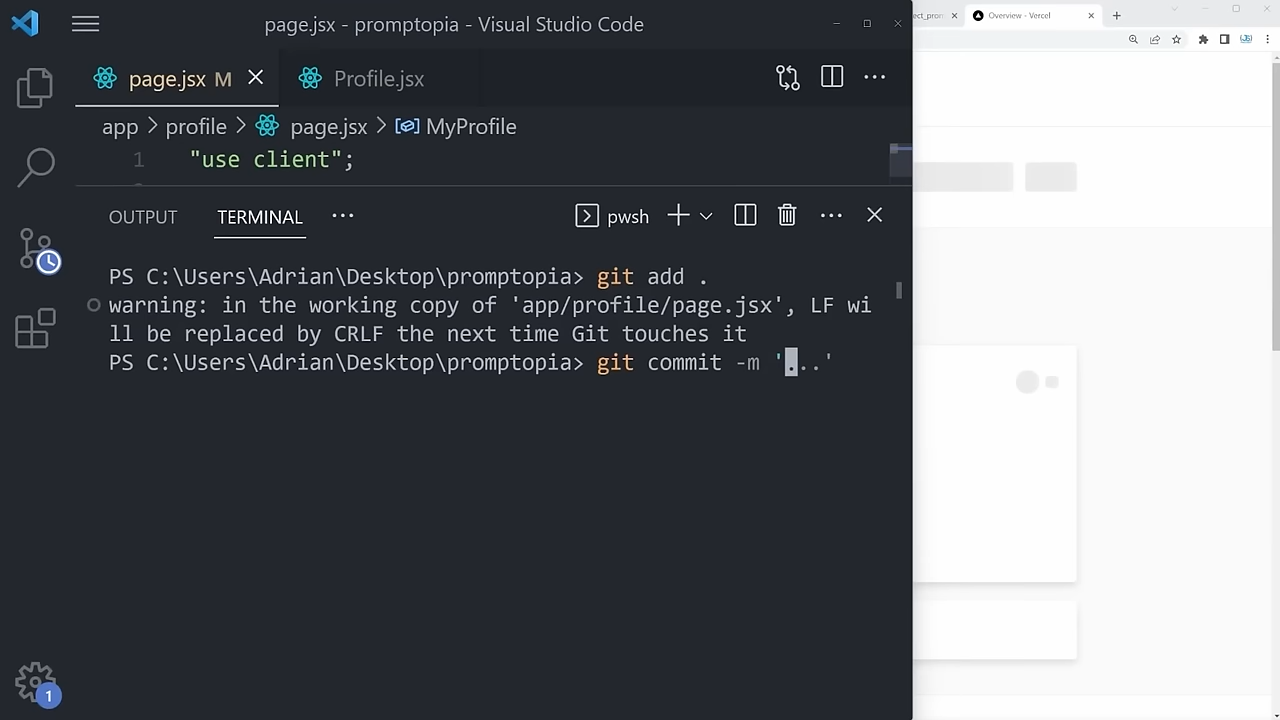 page.jsx - promptopia - Visual Studio Code
page.jsx M
Profile.jsx
app > profile > page.jsx > MyProfile
1 "use client";
OUTPUT TERMINAL
pwsh
PS C:\Users\Adrian\Desktop\promptopia> git add .
warning: in the working copy of 'app/profile/page.jsx', LF wi
ll be replaced by CRLF the next time Git touches it
PS C:\Users\Adrian\Desktop\promptopia> git commit -m '...'
1
ect_prom
Overview - Vercel